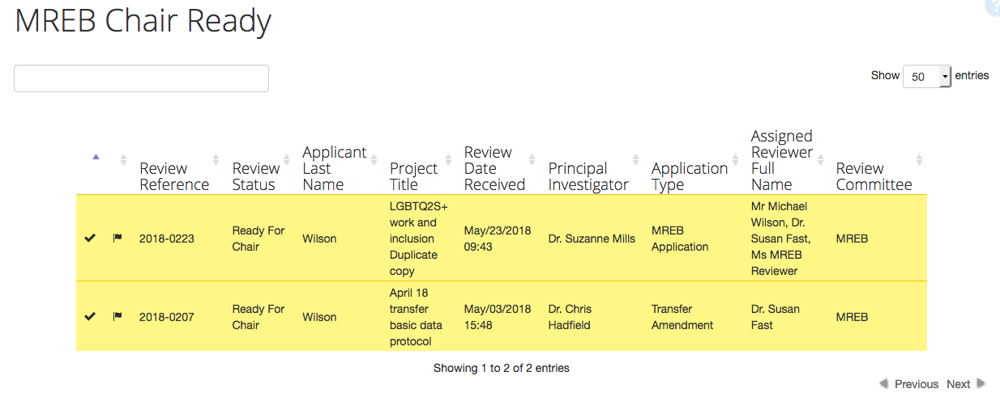 MREB Chair Ready
Show 50 entries
Review Reference
Review Status
Applicant Last Name
Project Title
Review Date Received
Principal Investigator
Application Type
Assigned Reviewer Full Name
Review Committee
2018-0223
Ready For Chair
Wilson
LGBTQ2S+ work and inclusion Duplicate copy
May/23/2018 09:43
Dr. Suzanne Mills
MREB Application
Mr Michael Wilson, Dr. Susan Fast, Ms MREB Reviewer
MREB
2018-0207
Ready For Chair
Wilson
April 18 transfer basic data protocol
May/03/2018 15:48
Dr. Chris Hadfield
Transfer Amendment
Dr. Susan Fast
MREB
Showing 1 to 2 of 2 entries
Previous Next